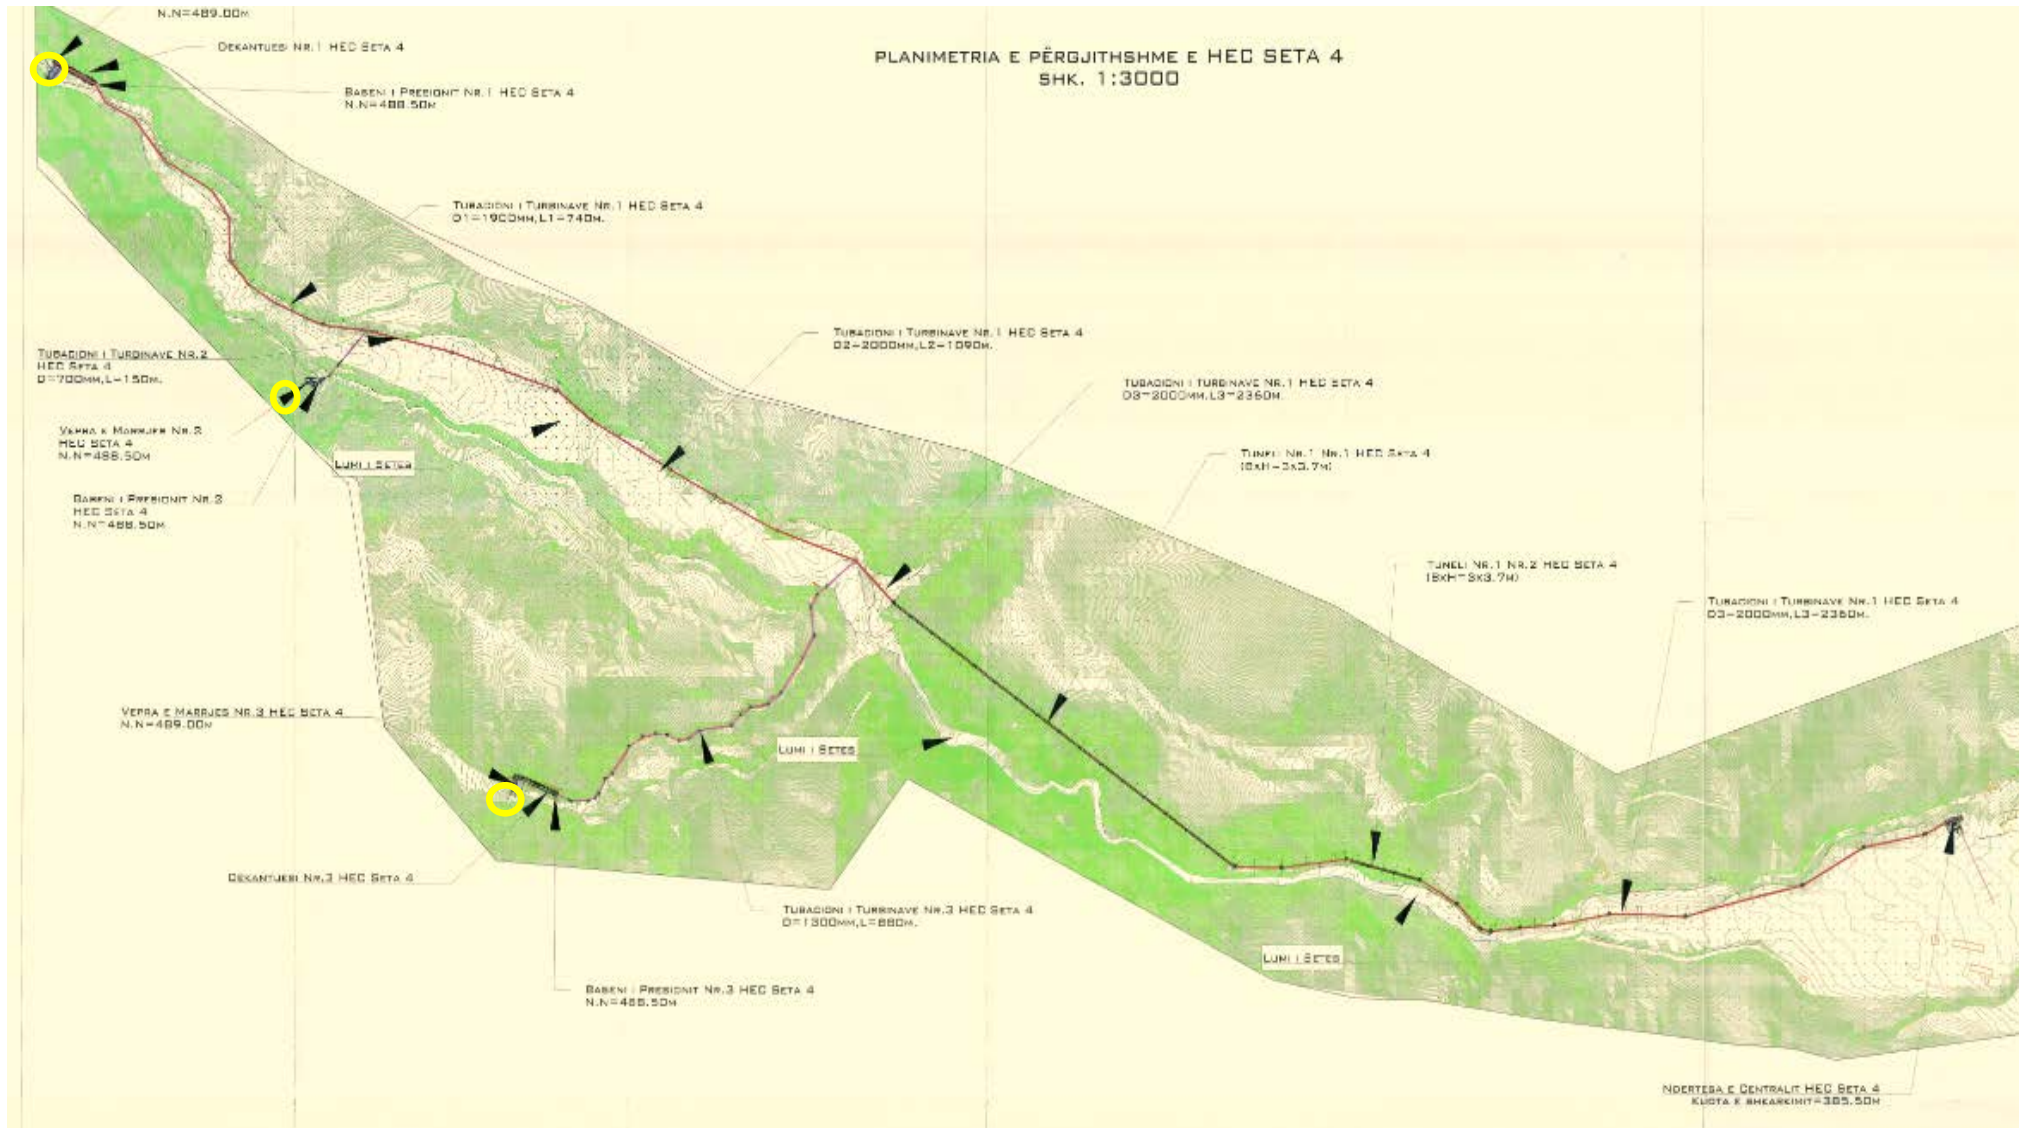 N.N=489.00M
DEKANTUESI NR.1 HEC SETA 4
PLANIMETRIA E PËRGJITHSHME E HEC SETA 4
SHK. 1:3000
BASENI I PRESIONIT NR.1 HEC SETA 4
N.N=488.50M
TUBACIONI I TURBINAVE NR.1 HEC SETA 4
D1=1900MM,L1=740M.
TUBACIONI I TURBINAVE NR.1 HEC SETA 4
D2=2000MM,L2=1090M.
TUBACIONI I TURBINAVE NR.2
HEC SETA 4
D=700MM,L=150M.
TUBACIONI I TURBINAVE NR.1 HEC SETA 4
D3=2000MM,L3=2360M.
VEPRA E MARRJES NR.2
HEC SETA 4
N.N=488.50M
LUMI I SETES
TUNELI NR.1 NR.1 HEC SETA 4
(BXH=3X3.7M)
BASENI I PRESIONIT NR.2
HEC SETA 4
N.N=488.50M
TUNELI NR.1 NR.2 HEC SETA 4
(BXH=3X3.7M)
TUBACIONI I TURBINAVE NR.1 HEC SETA 4
D3=2000MM,L3=2360M.
VEPRA E MARRJES NR.3 HEC SETA 4
N.N=489.00M
LUMI I SETES
DEKANTUESI NR.3 HEC SETA 4
TUBACIONI I TURBINAVE NR.3 HEC SETA 4
D=1300MM,L=880M.
LUMI I SETES
BASENI I PRESIONIT NR.3 HEC SETA 4
N.N=488.50M
NDERTESA E CENTRALIT HEC SETA 4
KUOTA E SHKARKIMIT=385.50M